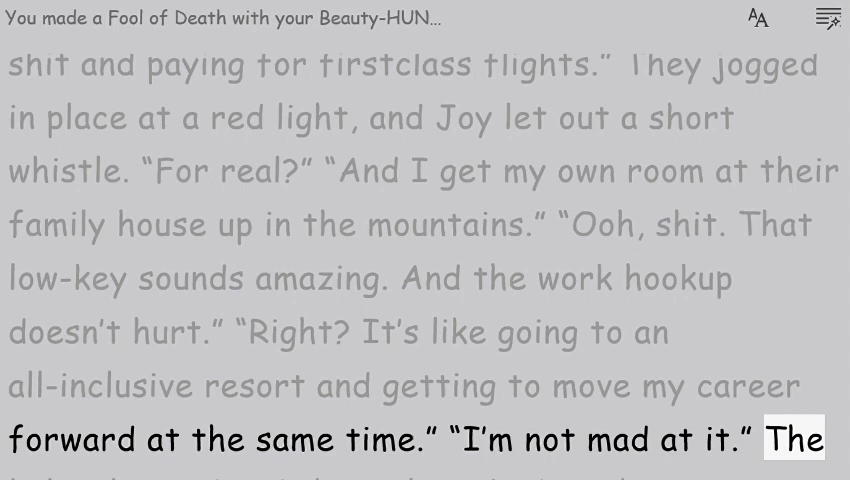 You made a Fool of Death with your Beauty-HUN...
AA
shit and paying for firstclass flights.” They jogged
in place at a red light, and Joy let out a short
whistle. “For real?” “And I get my own room at their
family house up in the mountains.” “Ooh, shit. That
low-key sounds amazing. And the work hookup
doesn’t hurt.” “Right? It’s like going to an
all-inclusive resort and getting to move my career
forward at the same time.” “I’m not mad at it.” The